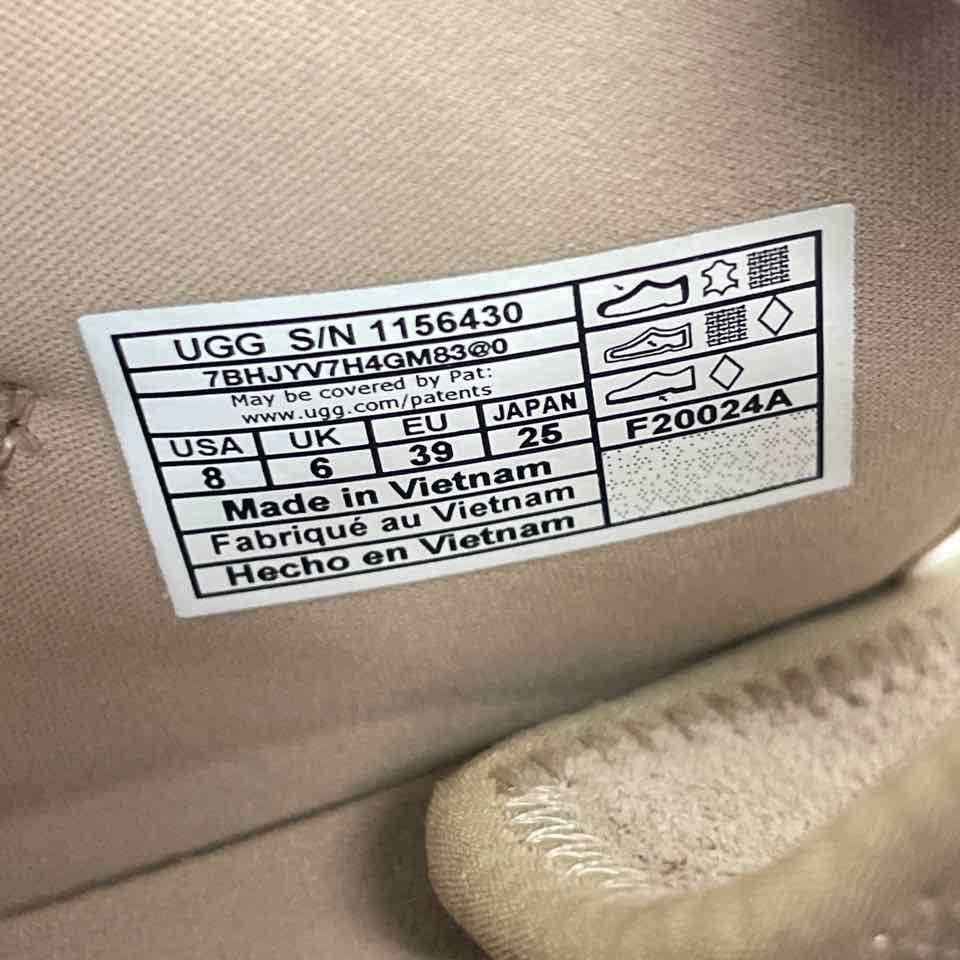 UGG S/N 1156430
7BHJYV7H4GM83@0
May be covered by Pat:
www.ugg.com/patents
USA UK EU JAPAN
8 6 39 25
Made in Vietnam
Fabriqué au Vietnam
Hecho en Vietnam
F20024A